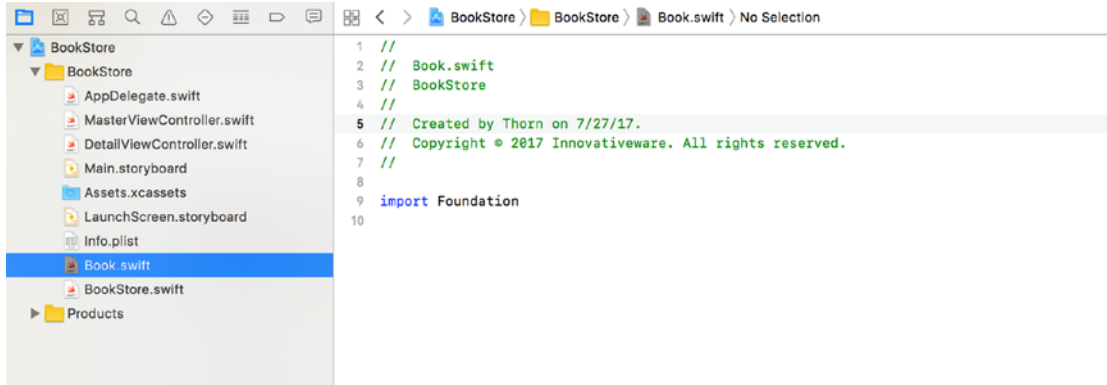 BookStore
BookStore
AppDelegate.swift
MasterViewController.swift
DetailViewController.swift
Main.storyboard
Assets.xcassets
LaunchScreen.storyboard
Info.plist
Book.swift
BookStore.swift
Products
BookStore BookStore Book.swift No Selection
1 //
2 // Book.swift
3 // BookStore
4 //
5 // Created by Thorn on 7/27/17.
6 // Copyright © 2017 Innovativeware. All rights reserved.
7 //
8
9 import Foundation
10